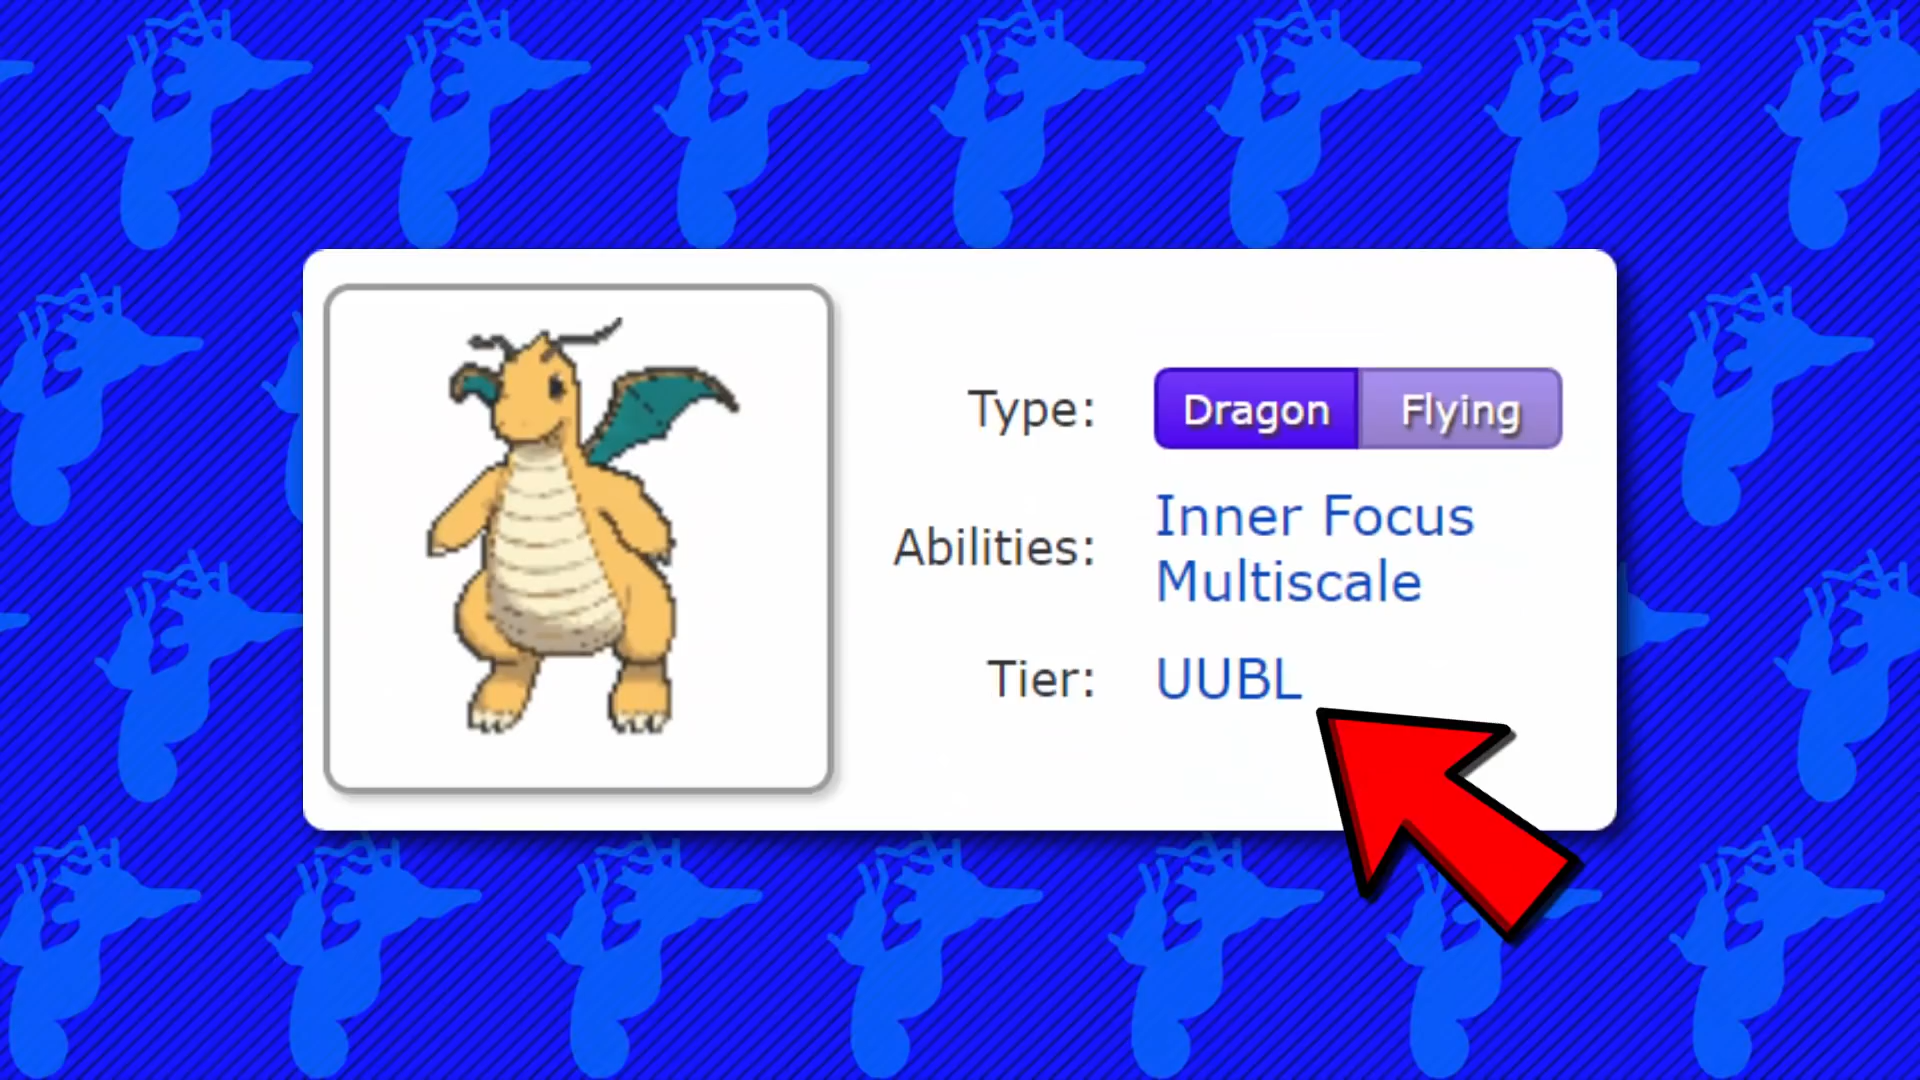 Type: Dragon Flying
Abilities: Inner Focus
Multiscale
Tier: UUBL